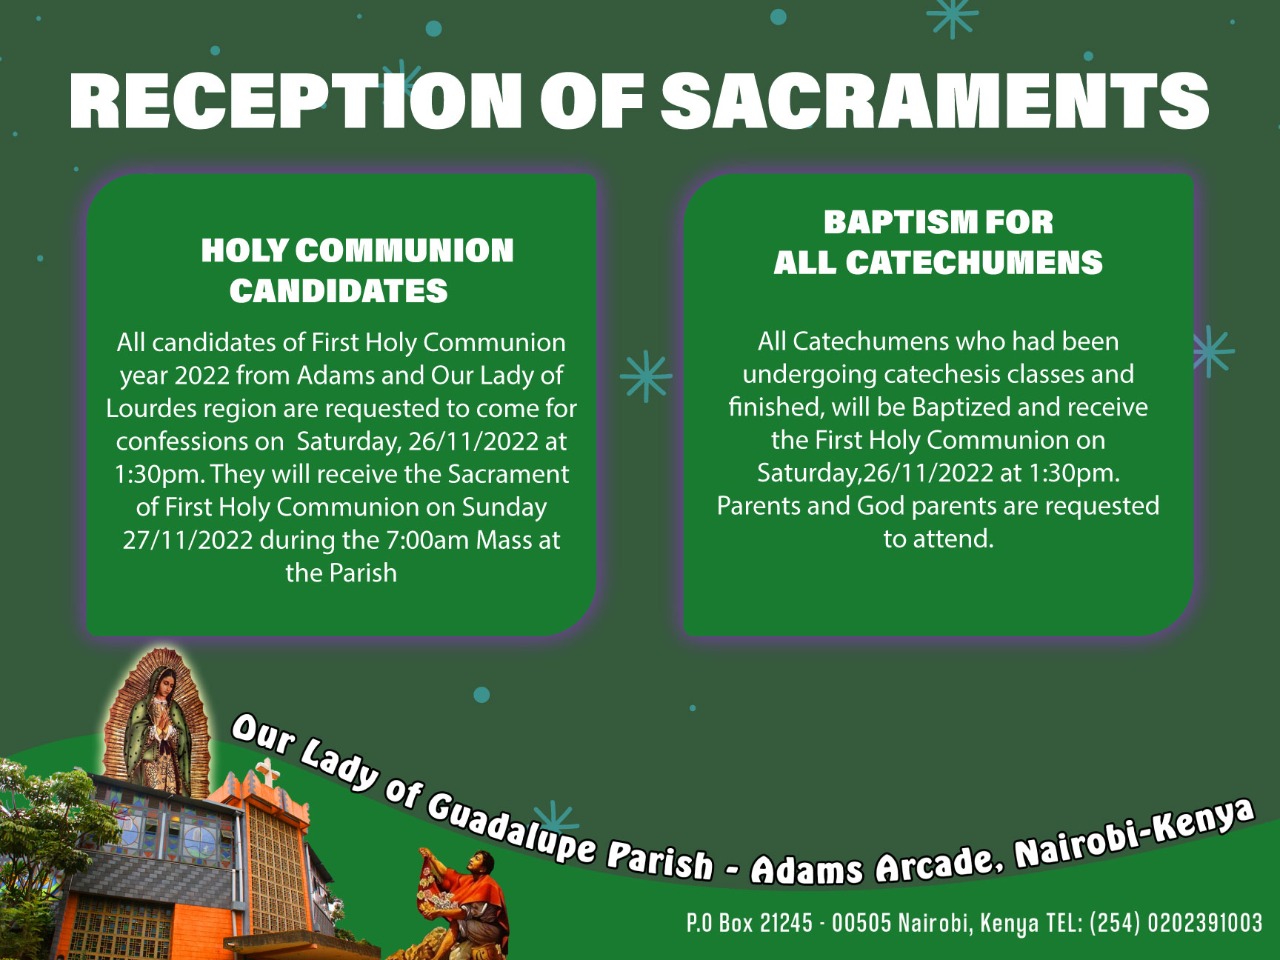 RECEPTION OF SACRAMENTS
HOLY COMMUNION
CANDIDATES
All candidates of First Holy Communion
year 2022 from Adams and Our Lady of
Lourdes region are requested to come for
confessions on  Saturday, 26/11/2022 at
1:30pm. They will receive the Sacrament
of First Holy Communion on Sunday
27/11/2022 during the 7:00am Mass at
the Parish
BAPTISM FOR
ALL CATECHUMENS
All Catechumens who had been
undergoing catechesis classes and
finished, will be Baptized and receive
the First Holy Communion on
Saturday,26/11/2022 at 1:30pm.
Parents and God parents are requested
to attend.
Our Lady of Guadalupe Parish - Adams Arcade, Nairobi-Kenya
P.O Box 21245 - 00505 Nairobi, Kenya TEL: (254) 0202391003